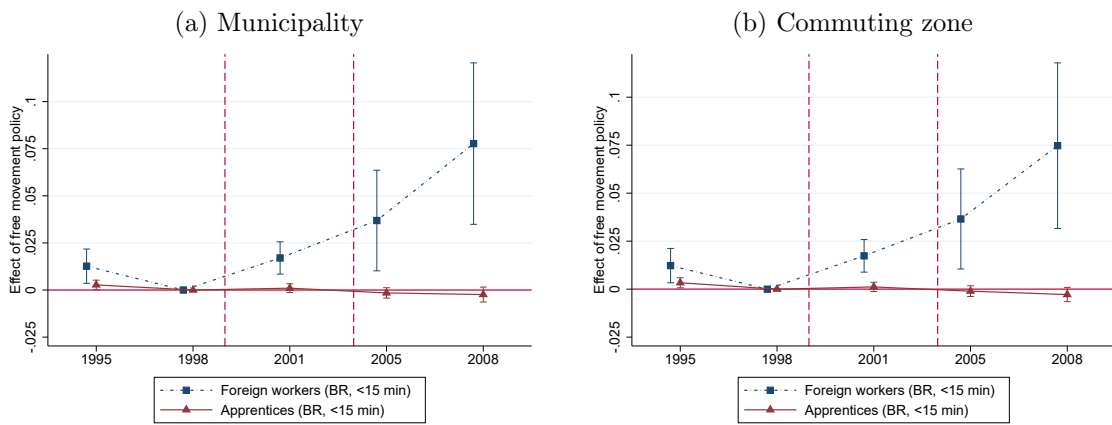 (a) Municipality
Effect of free movement policy
-.025 0 .025 .05 .075 .1
1995 1998 2001 2005 2008
Foreign workers (BR, <15 min)
Apprentices (BR, <15 min)
(b) Commuting zone
Effect of free movement policy
-.025 0 .025 .05 .075 .1
1995 1998 2001 2005 2008
Foreign workers (BR, <15 min)
Apprentices (BR, <15 min)